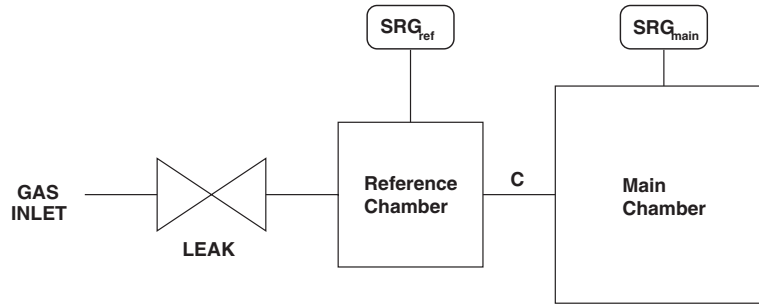 SRGref
SRGmain
GAS
INLET
LEAK
Reference
Chamber
C
Main
Chamber